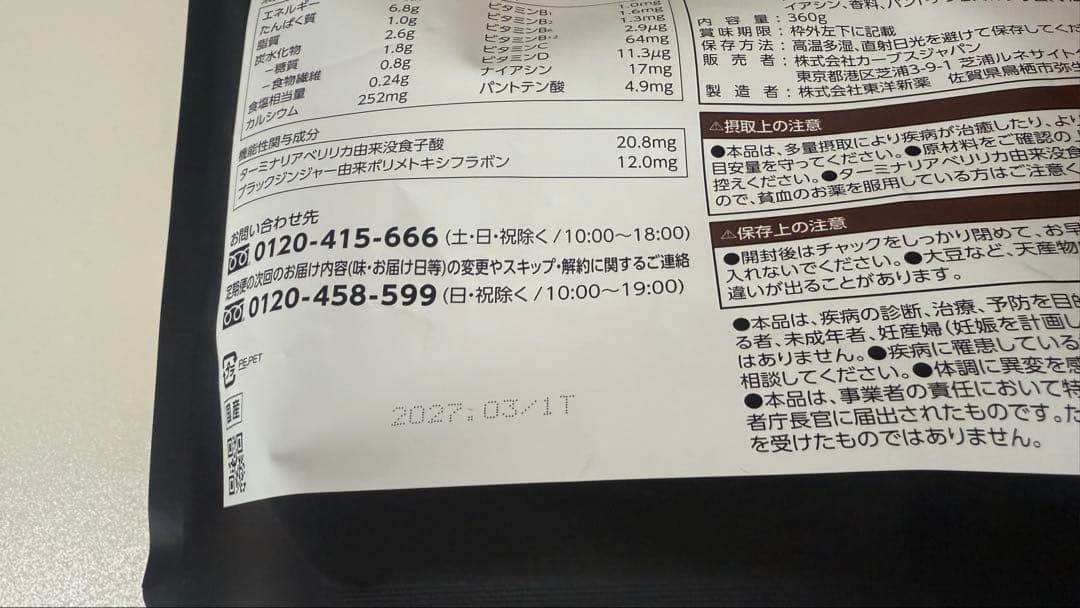 エネルギー
たんぱく質 6.8g
脂質 1.0g
炭水化物 2.6g
－糖質 1.8g
－食物繊維 0.8g
食塩相当量 0.24g
カルシウム 252mg
ビタミンB₁ 1.0mg
ビタミンB₂ 1.6mg
ビタミンB₆ 1.3mg
ビタミンB₁₂ 2.9μg
ビタミンC 64mg
ビタミンD 11.3μg
ナイアシン 17mg
パントテン酸 4.9mg
機能性関与成分
ターミナリアベリリカ由来没食子酸 20.8mg
ブラックジンジャー由来ポリメトキシフラボン 12.0mg
お問い合わせ先
0120-415-666 (土・日・祝除く/10:00～18:00)
定期便の次回のお届け内容(味・お届け日等)の変更やスキップ・解約に関するご連絡
0120-458-599 (日・祝除く/10:00～19:00)
プラ PE,PET
国産
2027.03/1T
イアシン、香料、パントテン
内容量：360g
賞味期限：枠外左下に記載
保存方法：高温多湿、直射日光を避けて保存してくだ
販売者：株式会社カーブスジャパン
東京都港区芝浦3-9-1 芝浦ルネサイト
製造者：株式会社東洋新薬 佐賀県鳥栖市弥生
⚠摂取上の注意
●本品は、多量摂取により疾病が治癒したり、より
目安量を守ってください。●原材料をご確認の上
控えください。●ターミナリアベリリカ由来没食
ので、貧血のお薬を服用している方はご注意く
⚠保存上の注意
●開封後はチャックをしっかり閉めて、お早
入れないでください。●大豆など、天産物
違いが出ることがあります。
●本品は、疾病の診断、治療、予防を目的
る者、未成年者、妊産婦(妊娠を計画し
はありません。●疾病に罹患している
相談してください。●体調に異変を感
●本品は、事業者の責任において特
者庁長官に届出されたものです。た
を受けたものではありません。